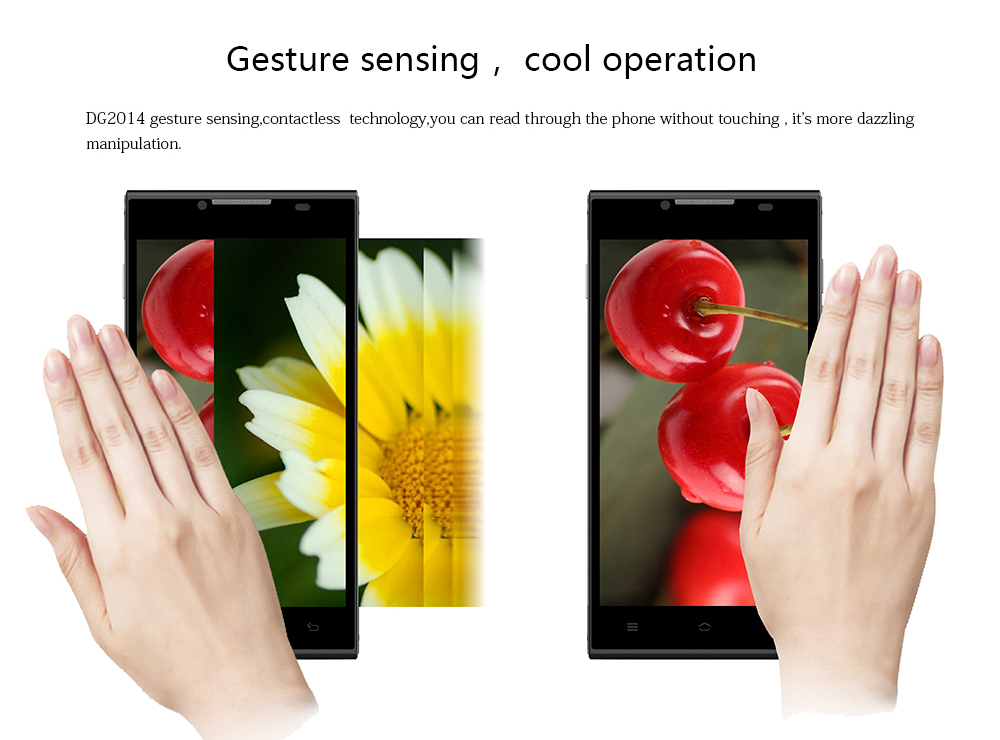 Gesture sensing , cool operation
DG2014 gesture sensing,contactless technology,you can read through the phone without touching , it's more dazzling
manipulation.